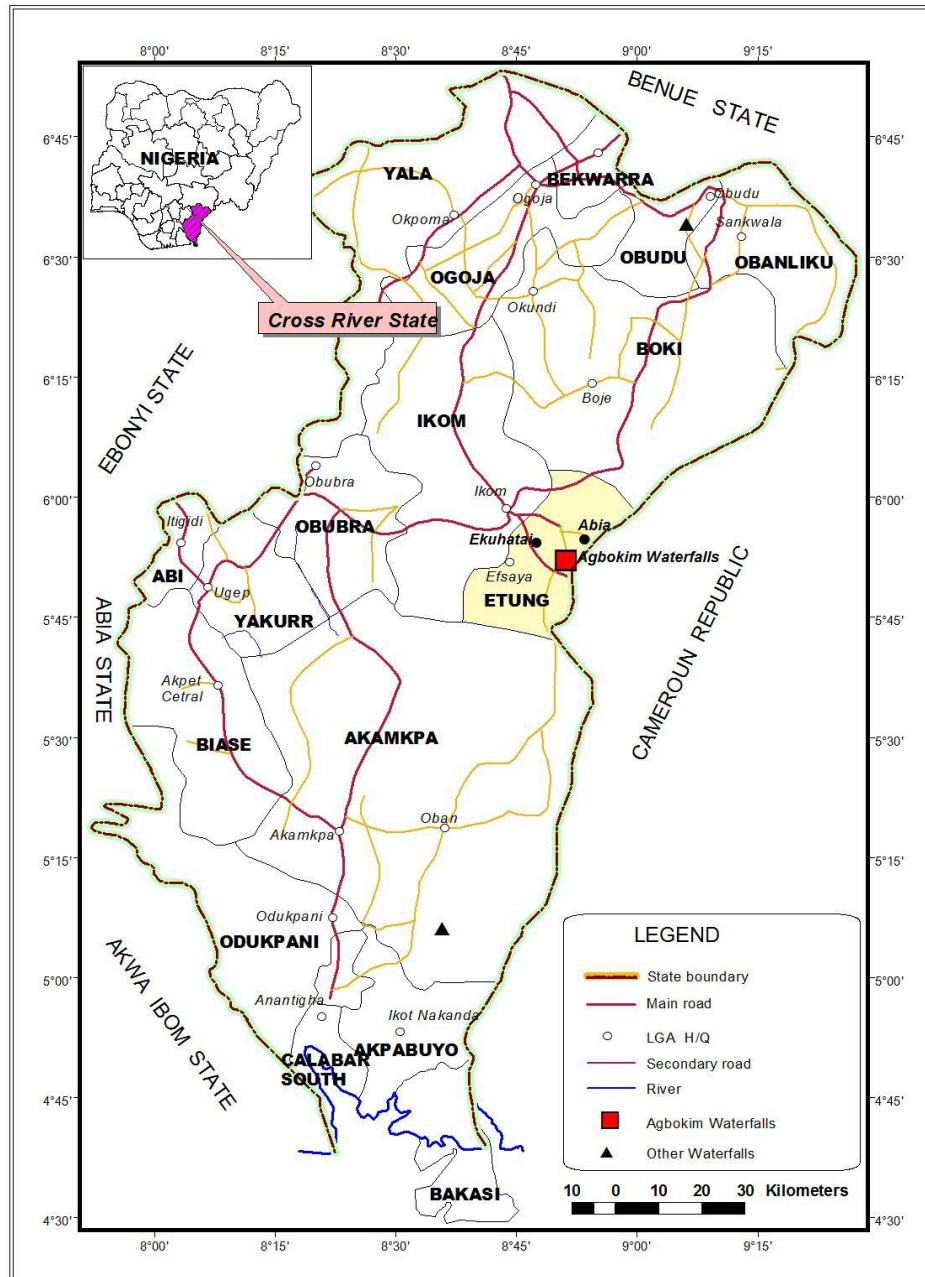 8°00'
8°15'
8°30'
8°45'
9°00'
9°15'
BENUE STATE
6°45'
6°45'
NIGERIA
YALA
BEKWARRA
Ogoja
Obudu
Okpoma
Sankwala
6°30'
6°30'
OBUDU
OBANLIKU
OGOJA
Okundi
Cross River State
BOKI
6°15'
6°15'
EBONYI STATE
Boje
IKOM
Obubra
Ikom
6°00'
6°00'
Itigidi
OBUBRA
Abia
Ekuhatai
Agbokim Waterfalls
ABI
Efsaya
Ugep
ETUNG
5°45'
5°45'
YAKURR
ABIA STATE
CAMEROUN REPUBLIC
Akpet
Cetral
5°30'
5°30'
BIASE
AKAMKPA
Oban
Akamkpa
5°15'
5°15'
Odukpani
ODUKPANI
AKWA IBOM STATE
5°00'
5°00'
Anantigha
Ikot Nakanda
AKPABUYO
CALABAR
SOUTH
4°45'
4°45'
BAKASI
4°30'
4°30'
LEGEND
State boundary
Main road
LGA H/Q
Secondary road
River
Agbokim Waterfalls
Other Waterfalls
10 0 10 20 30 Kilometers
8°00'
8°15'
8°30'
8°45'
9°00'
9°15'